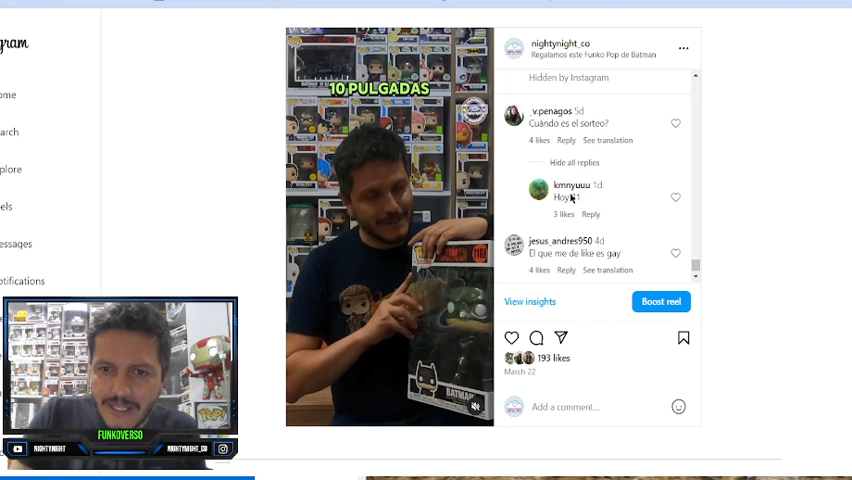 gram
ome
arch
plore
els
essages
otifications
10 PULGADAS
1188
BATMAN
nightynight_co
Regalamos este Funko Pop de Batman
Hidden by Instagram
_v.penagos 5d
Cuándo es el sorteo?
4 likes Reply See translation
Hide all replies
kmnyuuu 1d
Hoy
3 likes Reply
jesus_andres950 4d
El que me de like es gay
4 likes Reply See translation
View insights
Boost reel
193 likes
March 22
Add a comment...
POP!
FUNKOVERSO
NIGHTYNIGHT
NIGHTYNIGHT_CO